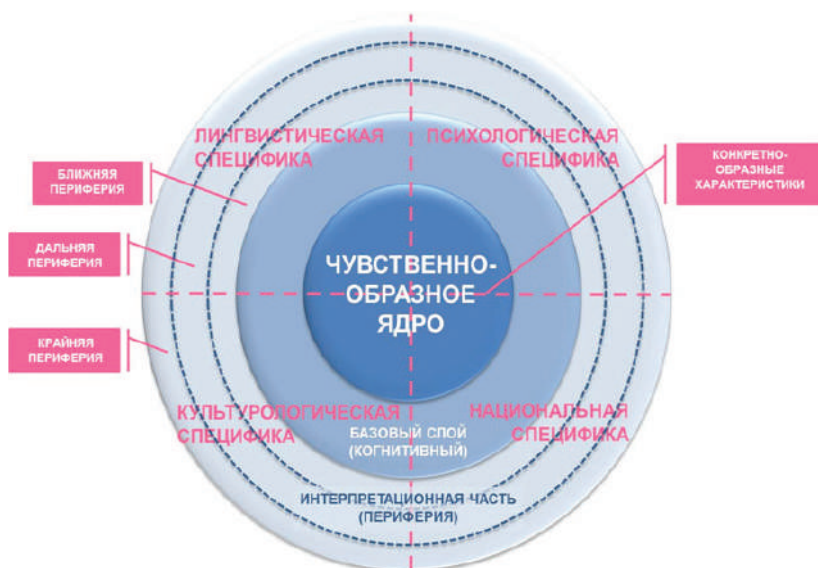 ЛИНГВИСТИЧЕСКАЯ
СПЕЦИФИКА
ПСИХОЛОГИЧЕСКАЯ
СПЕЦИФИКА
БЛИЖНЯЯ
ПЕРИФЕРИЯ
КОНКРЕТНО-
ОБРАЗНЫЕ
ХАРАКТЕРИСТИКИ
ДАЛЬНЯЯ
ПЕРИФЕРИЯ
ЧУВСТВЕННО-
ОБРАЗНОЕ
ЯДРО
КРАЙНЯЯ
ПЕРИФЕРИЯ
КУЛЬТУРОЛОГИЧЕСКАЯ
СПЕЦИФИКА
НАЦИОНАЛЬНАЯ
СПЕЦИФИКА
БАЗОВЫЙ СЛОЙ
(КОГНИТИВНЫЙ)
ИНТЕРПРЕТАЦИОННАЯ ЧАСТЬ
(ПЕРИФЕРИЯ)